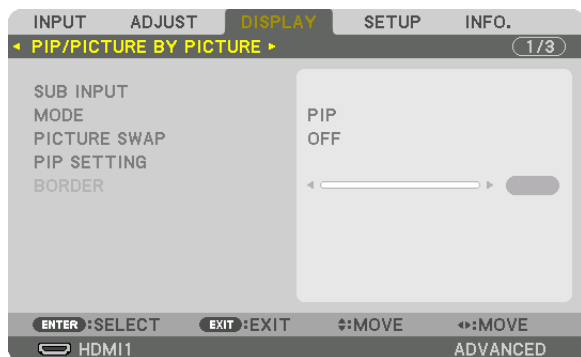 INPUT ADJUST DISPLAY SETUP INFO.
PIP/PICTURE BY PICTURE 1/3
SUB INPUT
MODE PIP
PICTURE SWAP OFF
PIP SETTING
BORDER
ENTER :SELECT EXIT :EXIT :MOVE :MOVE
HDMI1 ADVANCED